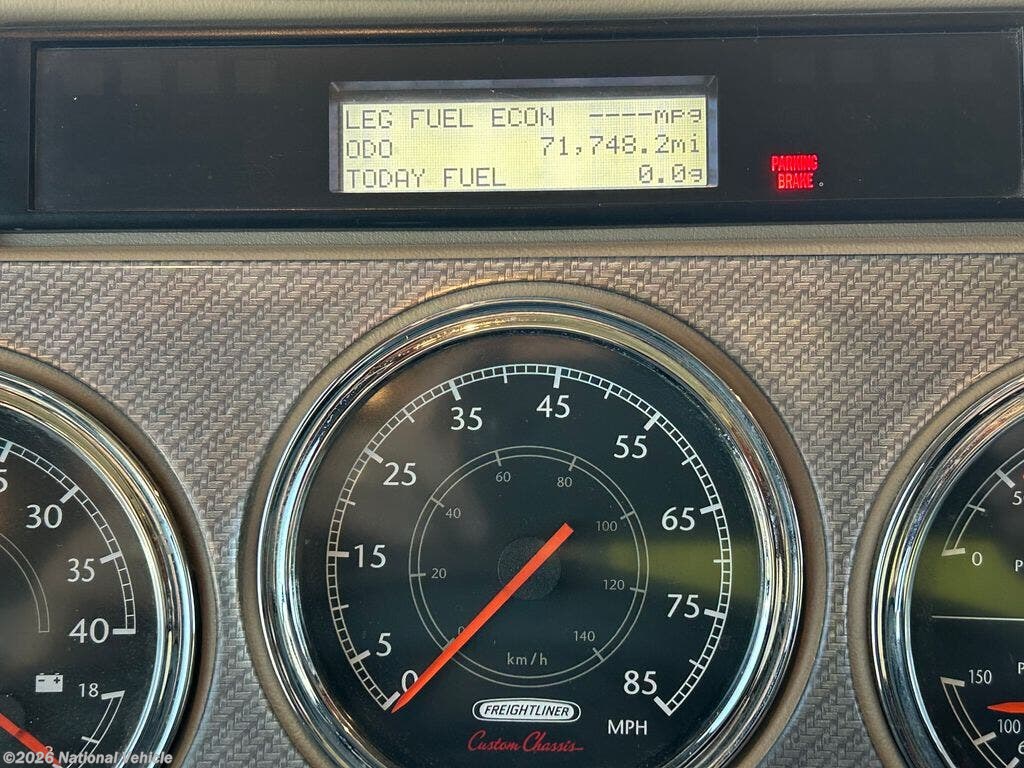 LEG FUEL ECON ----mpg
ODO 71,748.2mi
TODAY FUEL 0.0g
PARKING
BRAKE
0
5
15
25
35
45
55
65
75
85
MPH
0
20
40
60
80
100
120
140
km/h
FREIGHTLINER
Custom Chassis
30
35
40
18
0
5
P
150
100
P
©2026 National Vehicle